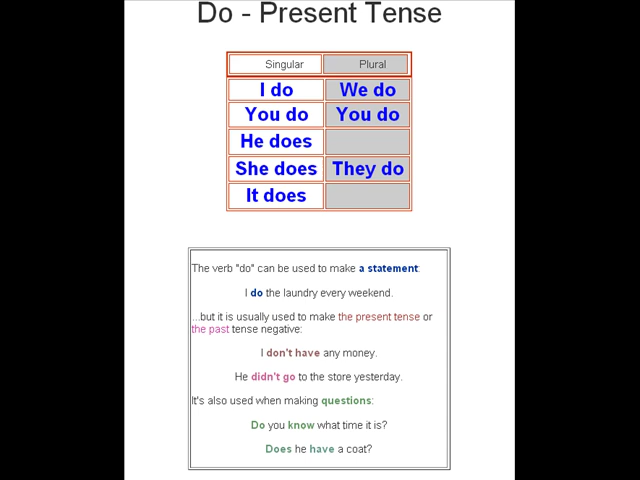 Do - Present Tense
Singular Plural
I do We do
You do You do
He does
She does They do
It does
The verb "do" can be used to make a statement:
I do the laundry every weekend.
...but it is usually used to make the present tense or
the past tense negative:
I don't have any money.
He didn't go to the store yesterday.
It's also used when making questions:
Do you know what time it is?
Does he have a coat?